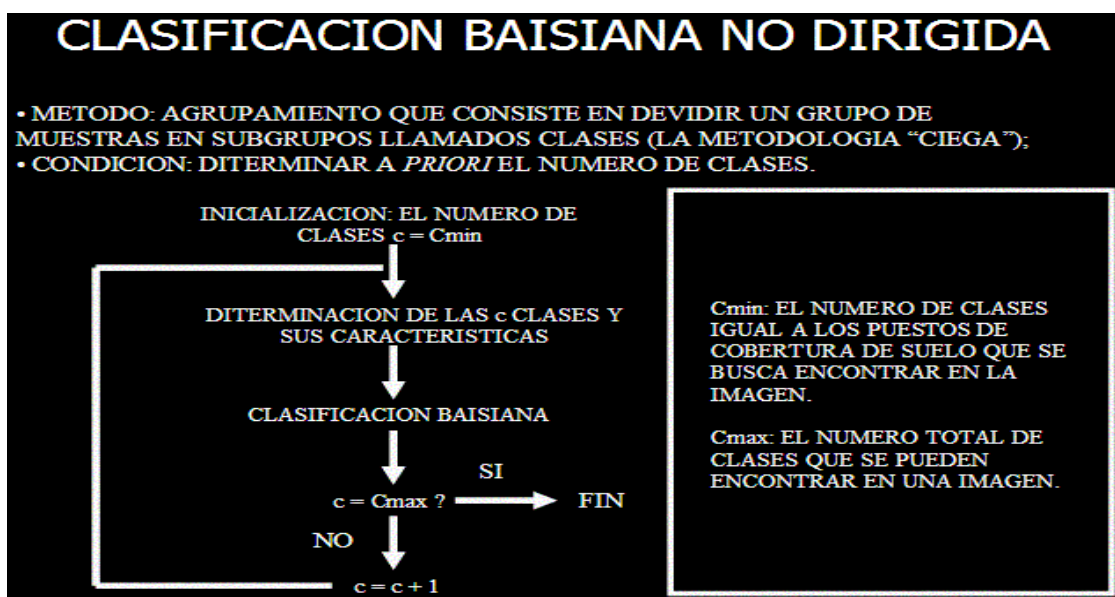 CLASIFICACION BAISIANA NO DIRIGIDA
• METODO: AGRUPAMIENTO QUE CONSISTE EN DEVIDIR UN GRUPO DE
MUESTRAS EN SUBGRUPOS LLAMADOS CLASES (LA METODOLOGIA “CIEGA”);
• CONDICION: DITERMINAR A PRIORI EL NUMERO DE CLASES.
INICIALIZACION: EL NUMERO DE
CLASES c = Cmin
DITERMINACION DE LAS c CLASES Y
SUS CARACTERISTICAS
CLASIFICACION BAISIANA
SI
c = Cmax ?
FIN
NO
c = c + 1
Cmin: EL NUMERO DE CLASES
IGUAL A LOS PUESTOS DE
COBERTURA DE SUELO QUE SE
BUSCA ENCONTRAR EN LA
IMAGEN.
Cmax: EL NUMERO TOTAL DE
CLASES QUE SE PUEDEN
ENCONTRAR EN UNA IMAGEN.